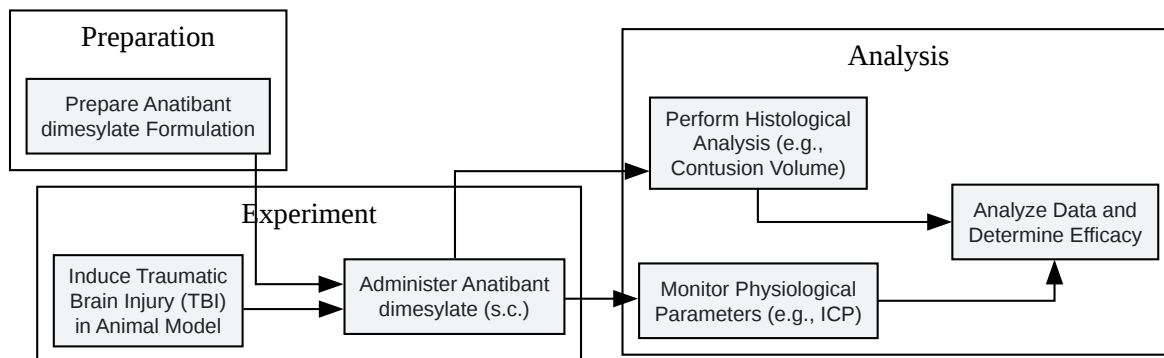 Preparation
Prepare Anatibant
dimesylate Formulation
Experiment
Induce Traumatic
Brain Injury (TBI)
in Animal Model
Administer Anatibant
dimesylate (s.c.)
Analysis
Perform Histological
Analysis (e.g.,
Contusion Volume)
Monitor Physiological
Parameters (e.g., ICP)
Analyze Data and
Determine Efficacy